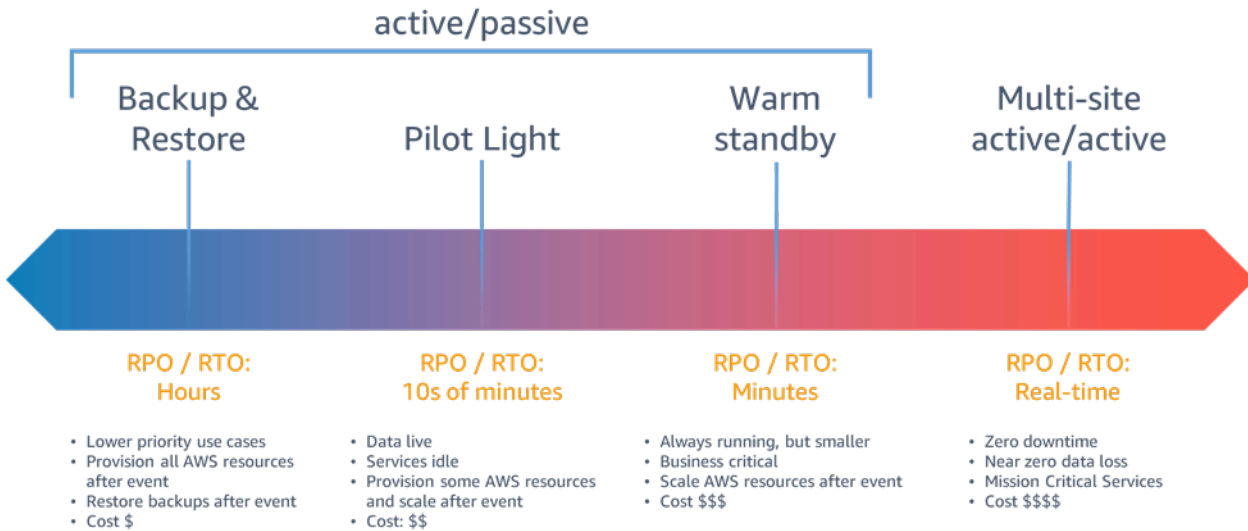 active/passive
Backup &
Restore
Pilot Light
Warm
standby
Multi-site
active/active
RPO / RTO:
Hours
RPO / RTO:
10s of minutes
RPO / RTO:
Minutes
RPO / RTO:
Real-time
• Lower priority use cases
• Provision all AWS resources
after event
• Restore backups after event
• Cost $
• Data live
• Services idle
• Provision some AWS resources
and scale after event
• Cost: $$
• Always running, but smaller
• Business critical
• Scale AWS resources after event
• Cost $$$
• Zero downtime
• Near zero data loss
• Mission Critical Services
• Cost $$$$